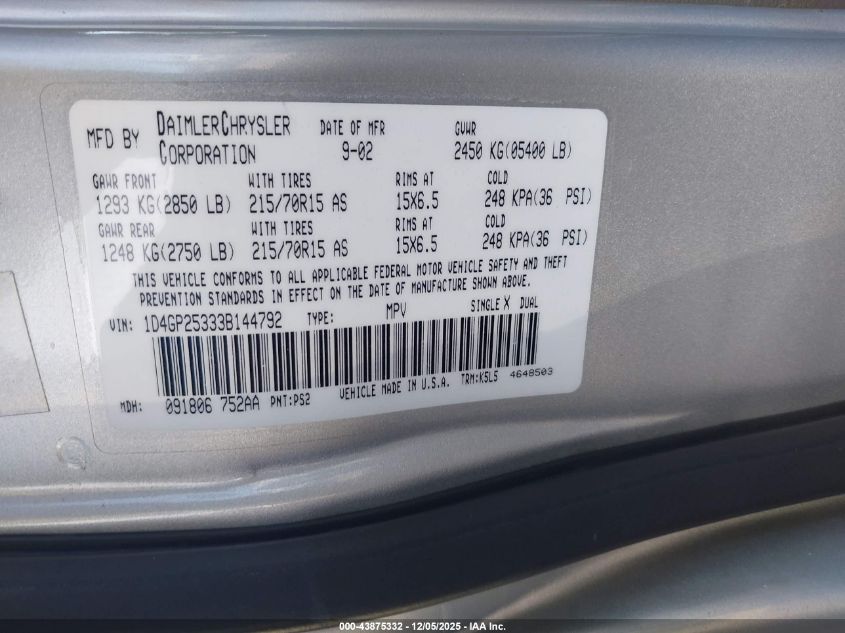 MFD BY DAIMLERCHRYSLER CORPORATION DATE OF MFR 9-02 GVWR 2450 KG(05400 LB)
GAWR FRONT WITH TIRES RIMS AT COLD
1293 KG(2850 LB) 215/70R15 AS 15X6.5 248 KPA(36 PSI)
GAWR REAR WITH TIRES RIMS AT COLD
1248 KG(2750 LB) 215/70R15 AS 15X6.5 248 KPA(36 PSI)
THIS VEHICLE CONFORMS TO ALL APPLICABLE FEDERAL MOTOR VEHICLE SAFETY AND THEFT
PREVENTION STANDARDS IN EFFECT ON THE DATE OF MANUFACTURE SHOWN ABOVE.
VIN: 1D4GP25333B144792 TYPE: MPV SINGLE X DUAL
MDH: 091806 752AA PNT:PS2 VEHICLE MADE IN U.S.A. TRM:K5L5 4648503
000-43875332 - 12/05/2025 - IAA Inc.